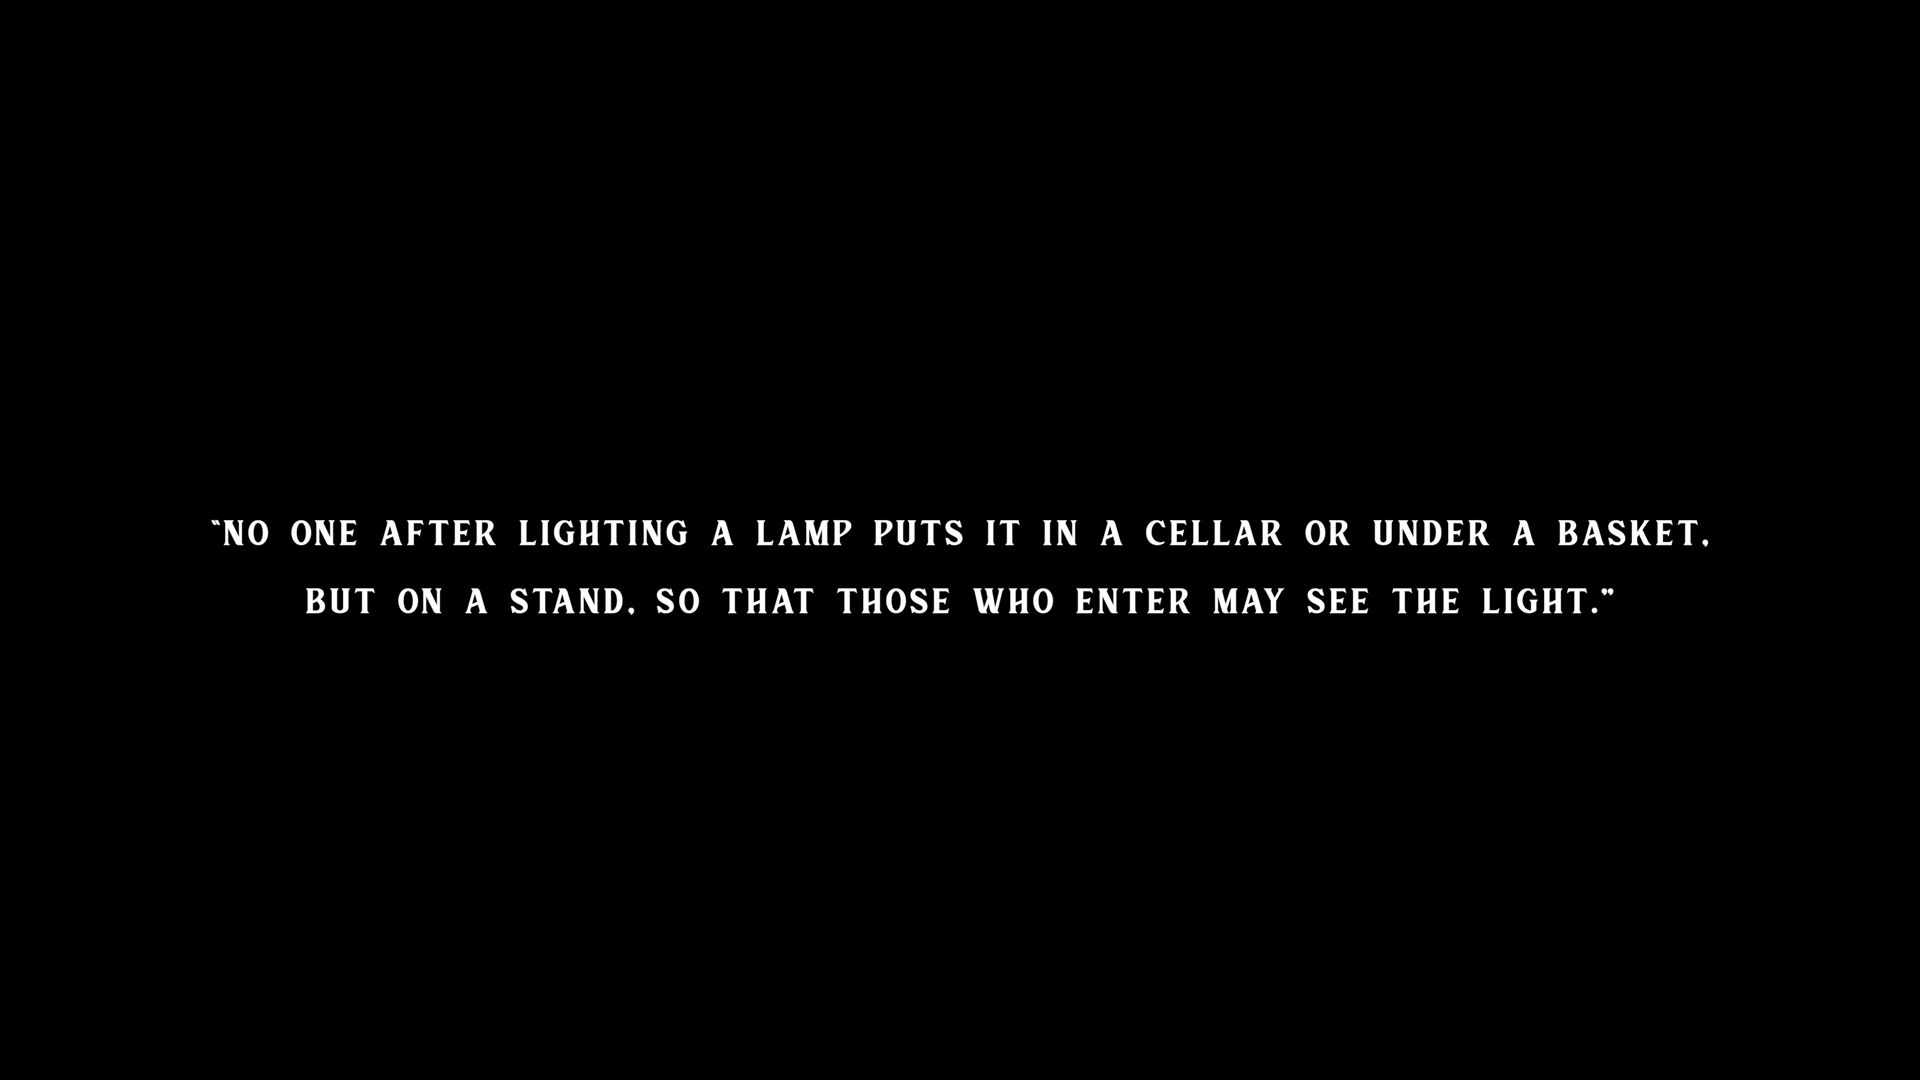 “NO ONE AFTER LIGHTING A LAMP PUTS IT IN A CELLAR OR UNDER A BASKET,
BUT ON A STAND, SO THAT THOSE WHO ENTER MAY SEE THE LIGHT.”